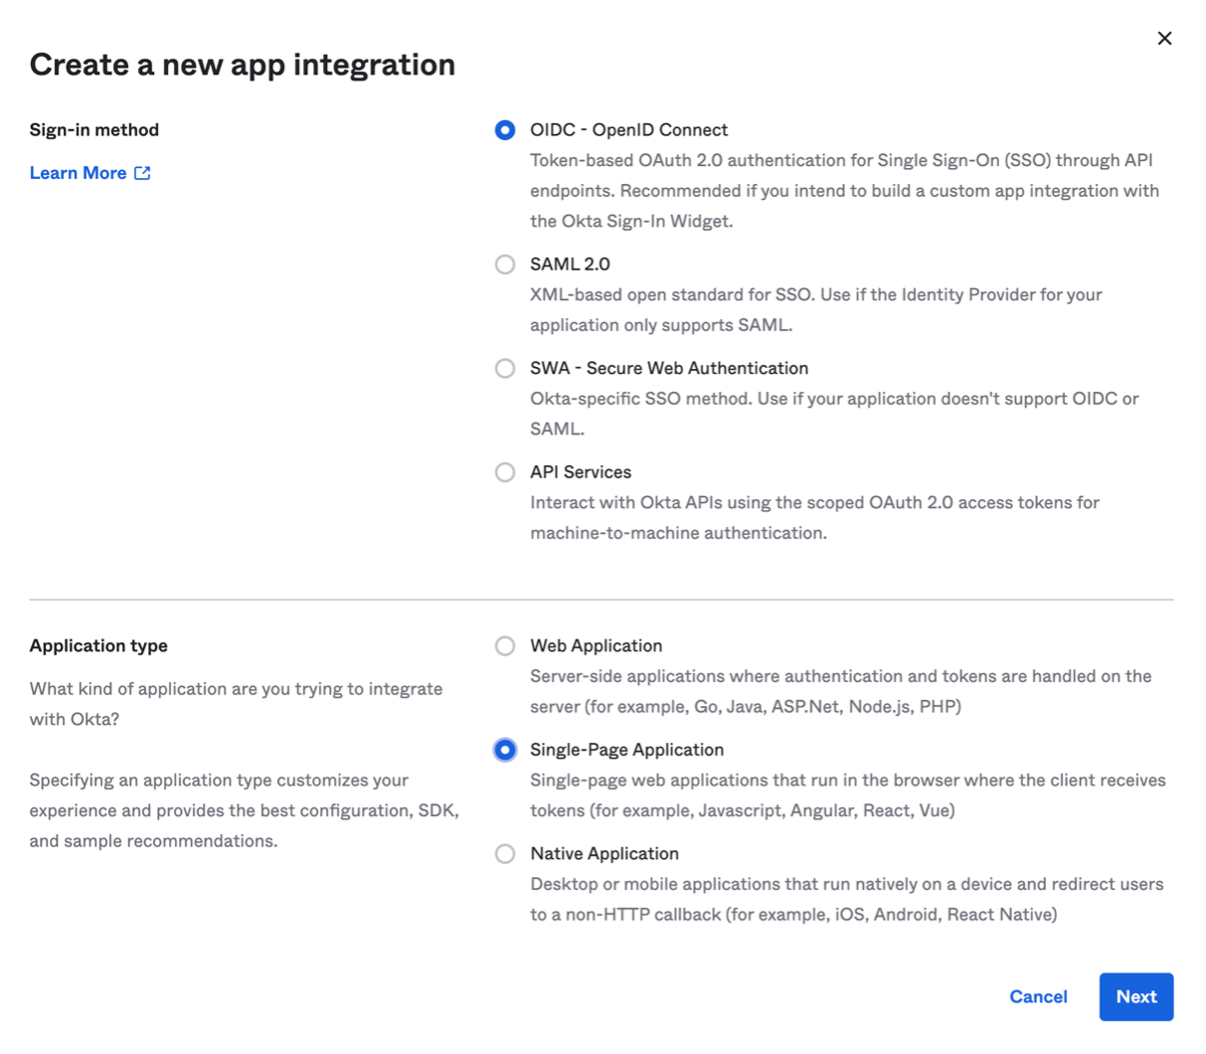 Create a new app integration
Sign-in method
Learn More
OIDC - OpenID Connect
Token-based OAuth 2.0 authentication for Single Sign-On (SSO) through API
endpoints. Recommended if you intend to build a custom app integration with
the Okta Sign-In Widget.
SAML 2.0
XML-based open standard for SSO. Use if the Identity Provider for your
application only supports SAML.
SWA - Secure Web Authentication
Okta-specific SSO method. Use if your application doesn't support OIDC or
SAML.
API Services
Interact with Okta APIs using the scoped OAuth 2.0 access tokens for
machine-to-machine authentication.
Application type
What kind of application are you trying to integrate
with Okta?
Specifying an application type customizes your
experience and provides the best configuration, SDK,
and sample recommendations.
Web Application
Server-side applications where authentication and tokens are handled on the
server (for example, Go, Java, ASP.Net, Node.js, PHP)
Single-Page Application
Single-page web applications that run in the browser where the client receives
tokens (for example, Javascript, Angular, React, Vue)
Native Application
Desktop or mobile applications that run natively on a device and redirect users
to a non-HTTP callback (for example, iOS, Android, React Native)
Cancel
Next